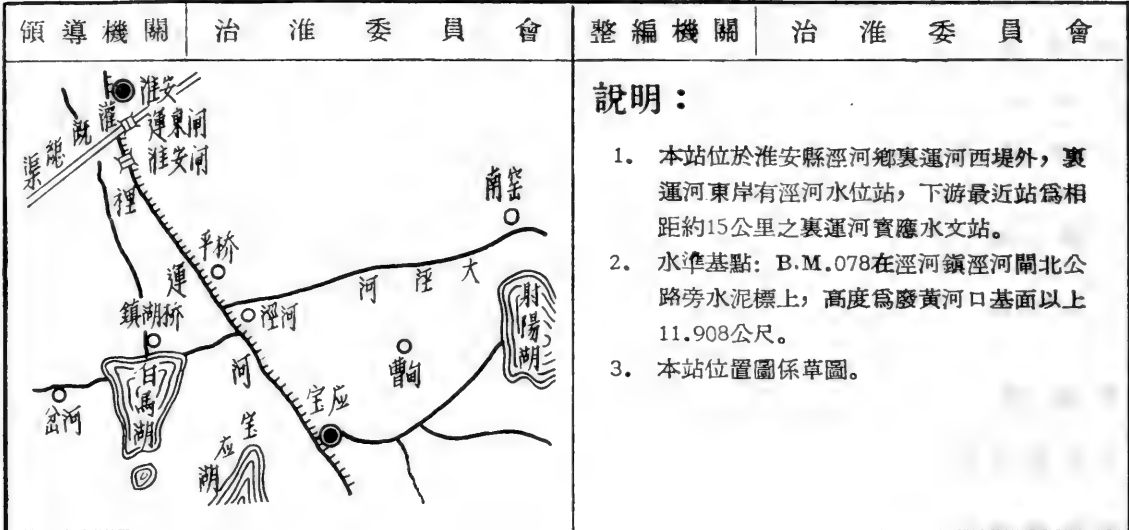 領導機關 治淮委員會
整編機關 治淮委員會
淮安
運東闸
淮安闸
灌溉總渠
裡運河
南窑
平桥
大涇河
射陽湖
鎮湖桥
涇河
曹甸
白馬湖
岔河
宝应
宝应湖
說明：
1. 本站位於淮安縣涇河鄉裏運河西堤外，裏
運河東岸有涇河水位站，下游最近站爲相
距約15公里之裏運河寶應水文站。
2. 水準基點：B.M.078在涇河鎮涇河閘北公
路旁水泥標上，高度爲廢黃河口基面以上
11.908公尺。
3. 本站位置圖係草圖。